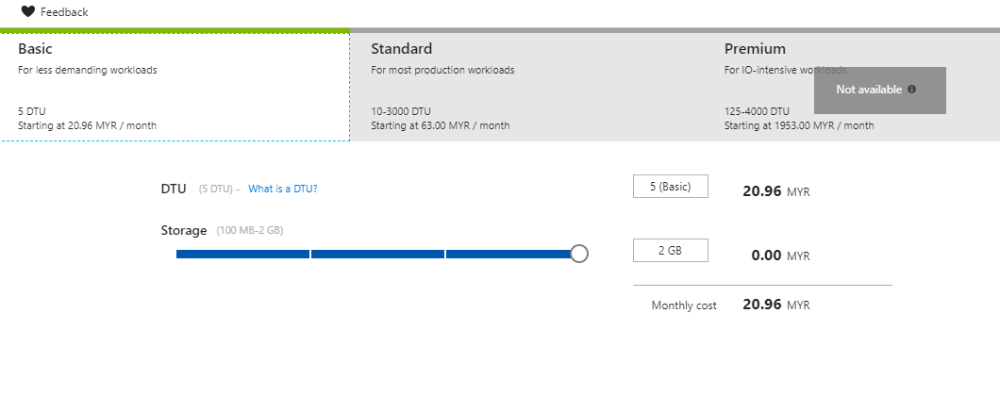 Feedback
Basic
For less demanding workloads
5 DTU
Starting at 20.96 MYR / month
Standard
For most production workloads
10-3000 DTU
Starting at 63.00 MYR / month
Premium
For IO-intensive workloads.
Not available
125-4000 DTU
Starting at 1953.00 MYR / month
DTU (5 DTU) - What is a DTU? 5 (Basic) 20.96 MYR
Storage (100 MB-2 GB)
2 GB 0.00 MYR
Monthly cost 20.96 MYR